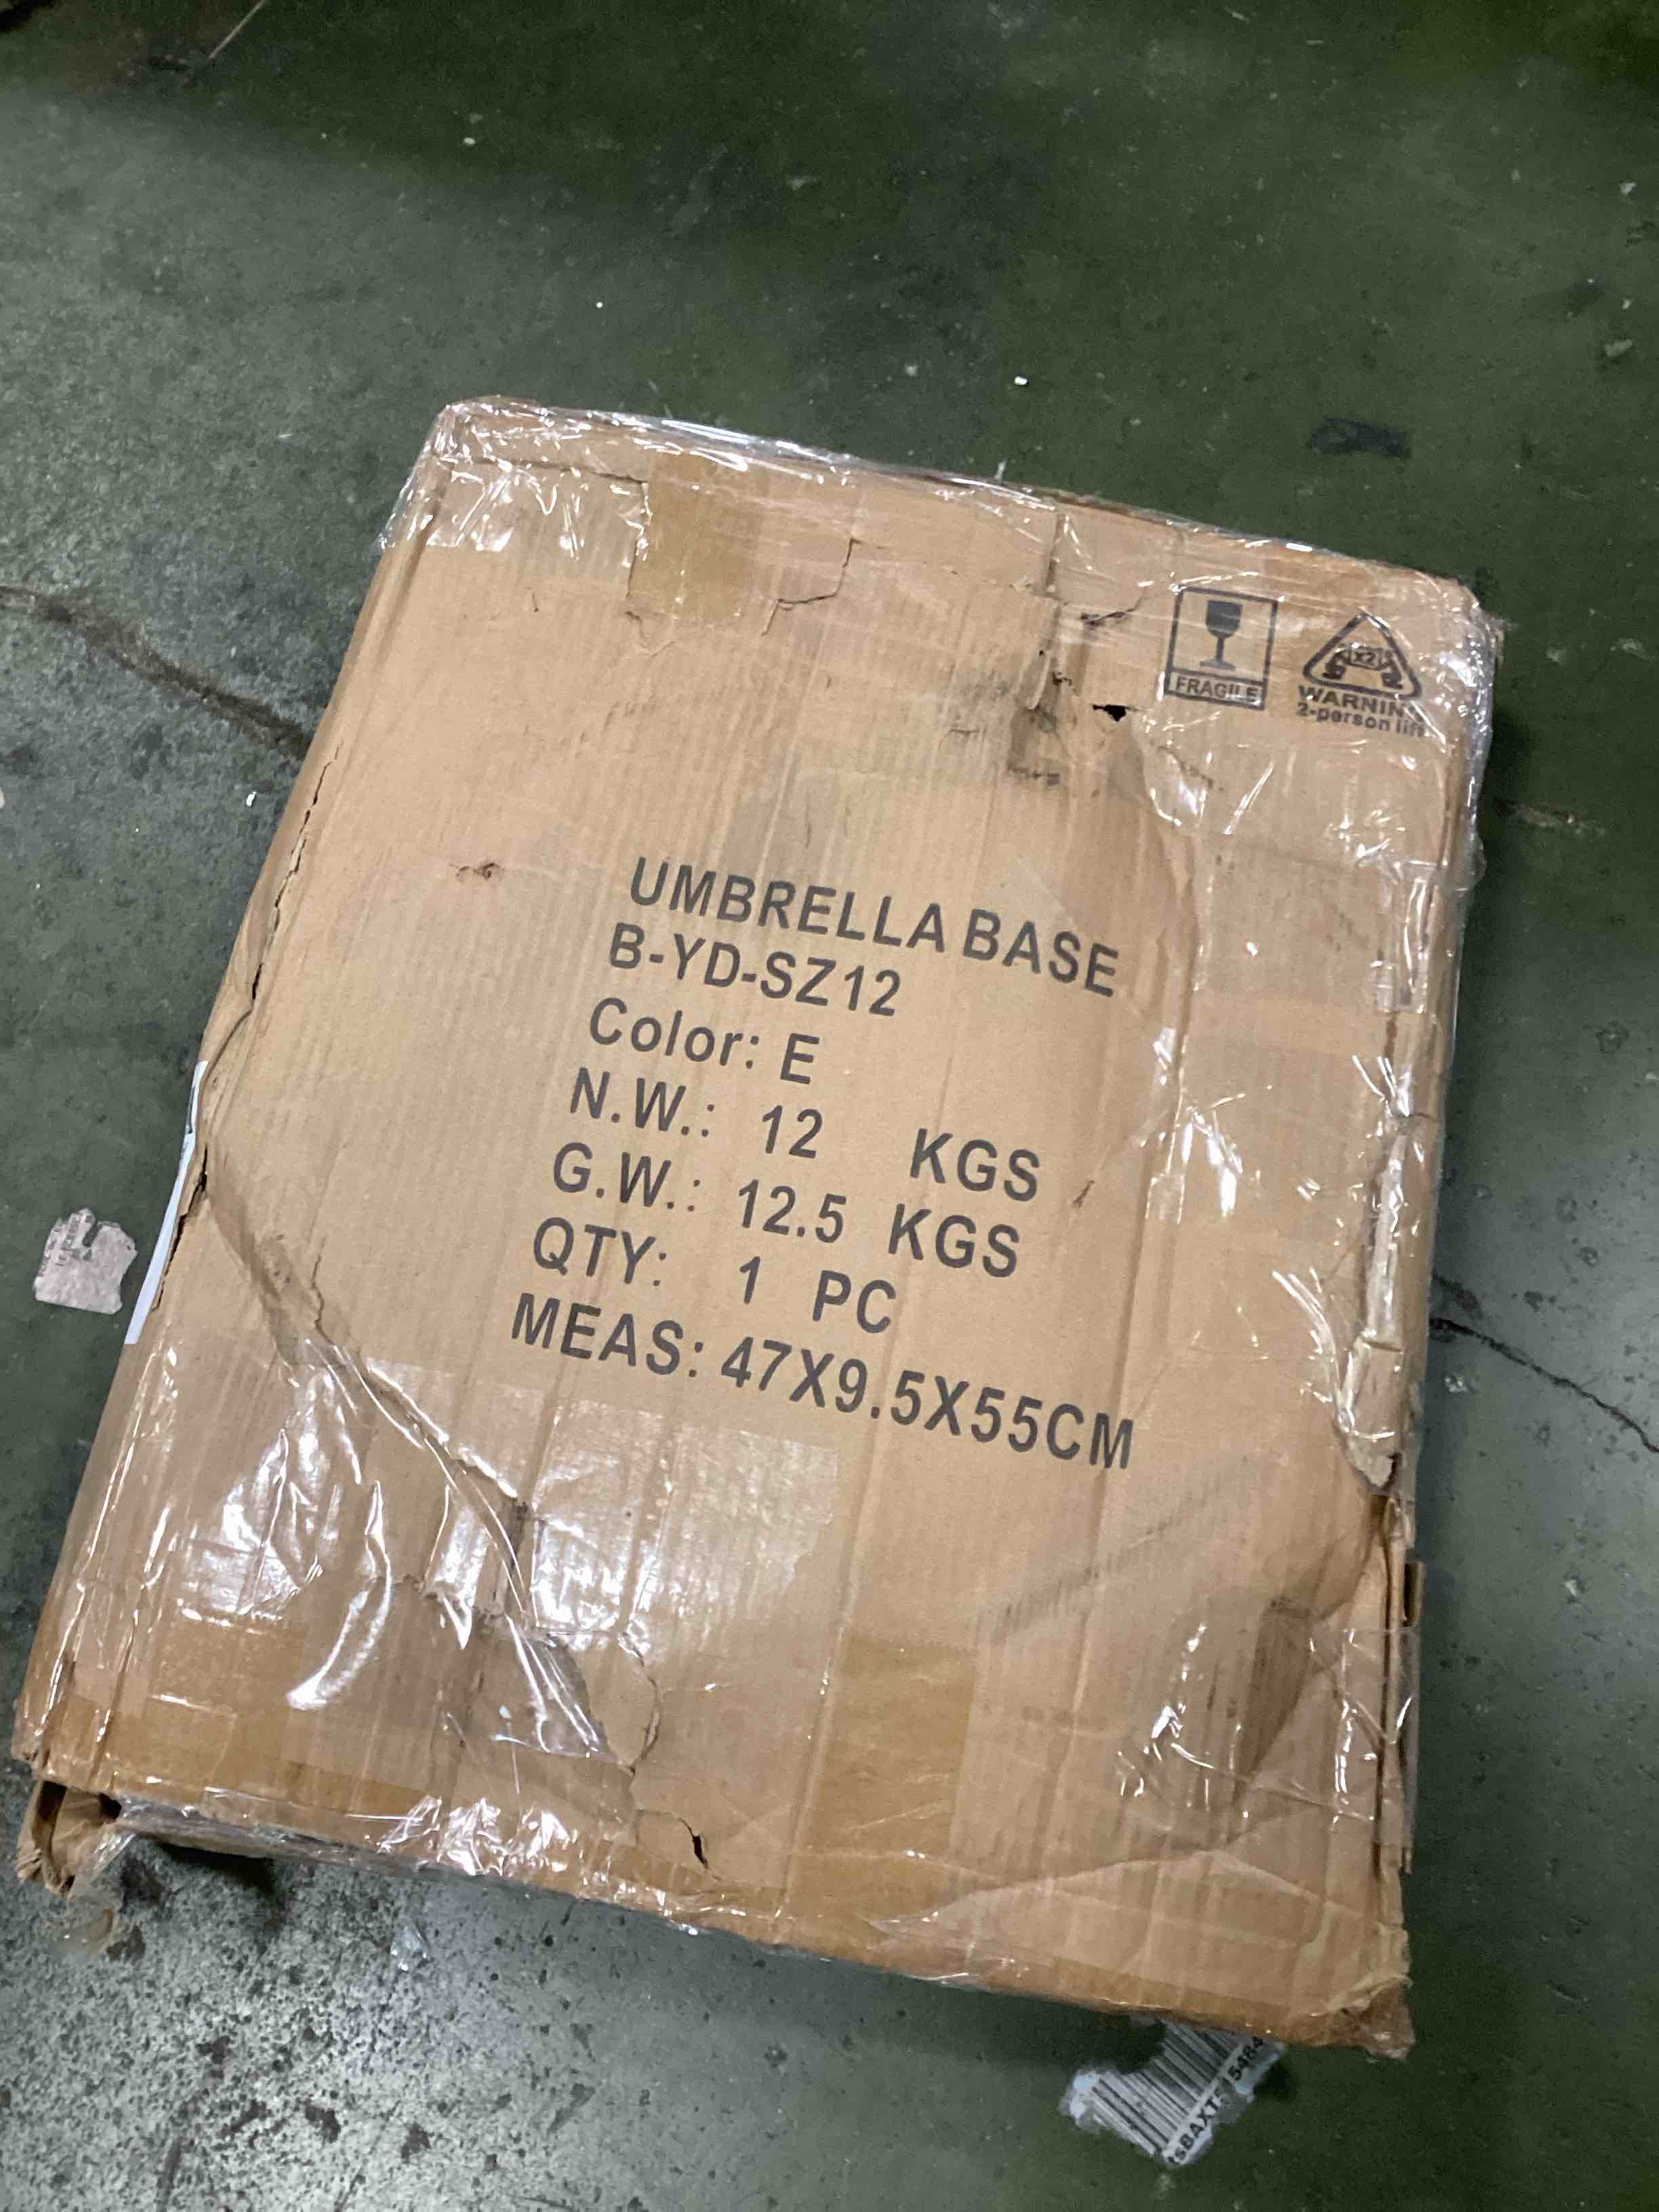 FRAGILE
x2
WARNING
2-person lift
UMBRELLA BASE
B-YD-SZ12
Color: E
N.W.: 12 KGS
G.W.: 12.5 KGS
QTY: 1 PC
MEAS: 47X9.5X55CM